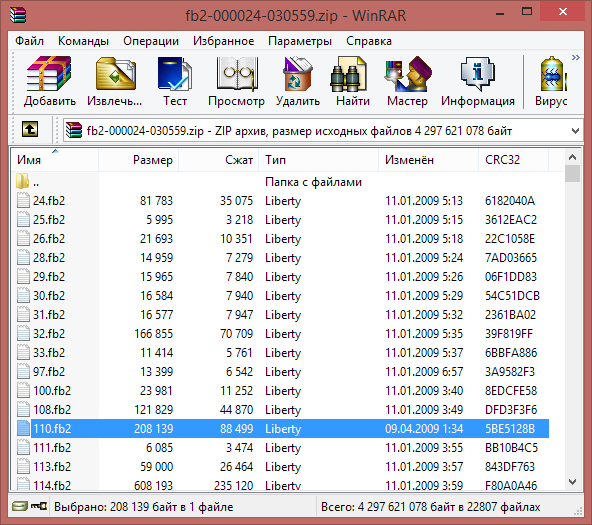 fb2-000024-030559.zip - WinRAR
Файл Команды Операции Избранное Параметры Справка
Добавить Извлечь... Тест Просмотр Удалить Найти Мастер Информация Вирус »
fb2-000024-030559.zip - ZIP архив, размер исходных файлов 4 297 621 078 байт
Имя Размер Сжат Тип Изменён CRC32
.. Папка с файлами
24.fb2 81 783 35 075 Liberty 11.01.2009 5:13 6182040A
25.fb2 5 995 3 218 Liberty 11.01.2009 5:15 3612EAC2
26.fb2 21 693 10 351 Liberty 11.01.2009 5:18 22C1058E
28.fb2 14 959 7 279 Liberty 11.01.2009 5:24 7AD03665
29.fb2 15 965 7 840 Liberty 11.01.2009 5:26 06F1DD83
30.fb2 16 584 7 940 Liberty 11.01.2009 5:29 54C51DCB
31.fb2 16 577 7 947 Liberty 11.01.2009 5:32 2361BA02
32.fb2 166 855 70 709 Liberty 11.01.2009 5:35 39F819FF
33.fb2 11 414 5 761 Liberty 11.01.2009 5:37 6BBFA886
97.fb2 13 399 6 542 Liberty 11.01.2009 6:57 3A9582F3
100.fb2 23 981 11 252 Liberty 11.01.2009 3:40 8EDCFE58
108.fb2 121 829 44 870 Liberty 11.01.2009 3:49 DFD3F3F6
110.fb2 208 139 88 499 Liberty 09.04.2009 1:34 5BE5128B
111.fb2 6 085 3 474 Liberty 11.01.2009 3:55 BB10B4C5
113.fb2 59 000 26 464 Liberty 11.01.2009 3:57 843DF763
114.fb2 608 193 235 120 Liberty 11.01.2009 3:59 F80A0A46
Выбрано: 208 139 байт в 1 файле Всего: 4 297 621 078 байт в 22807 файлах